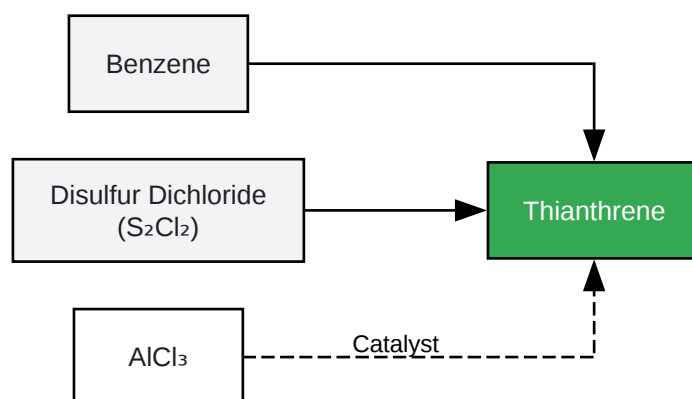 Benzene
Disulfur Dichloride
(S₂Cl₂)
Thianthrene
AlCl₃
Catalyst